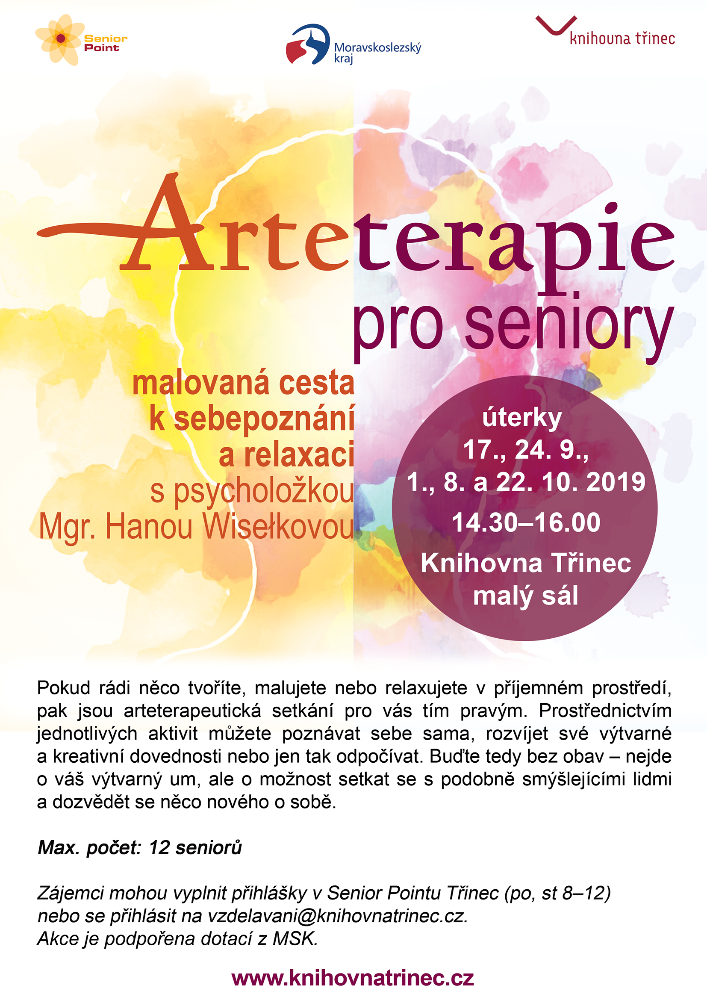 Senior
Point
Moravskoslezský
kraj
knihovna třinec
Arteterapie
pro seniory
malovaná cesta
k sebepoznání
a relaxaci
s psycholožkou
Mgr. Hanou Wisełkovou
úterky
17., 24. 9.,
1., 8. a 22. 10. 2019
14.30–16.00
Knihovna Třinec
malý sál
Pokud rádi něco tvoříte, malujete nebo relaxujete v příjemném prostředí,
pak jsou arteterapeutická setkání pro vás tím pravým. Prostřednictvím
jednotlivých aktivit můžete poznávat sebe sama, rozvíjet své výtvarné
a kreativní dovednosti nebo jen tak odpočívat. Buďte tedy bez obav – nejde
o váš výtvarný um, ale o možnost setkat se s podobně smýšlejícími lidmi
a dozvědět se něco nového o sobě.
Max. počet: 12 seniorů
Zájemci mohou vyplnit přihlášky v Senior Pointu Třinec (po, st 8–12)
nebo se přihlásit na vzdelavani@knihovnatrinec.cz.
Akce je podpořena dotací z MSK.
www.knihovnatrinec.cz